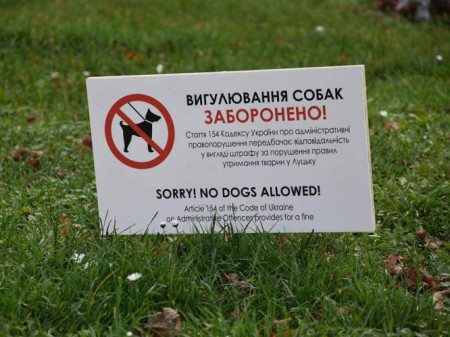 ВИГУЛЮВАННЯ СОБАК
ЗАБОРОНЕНО!
Стаття 154 Кодексу України про адміністративні
правопорушення передбачає відповідальність
у вигляді штрафу за порушення правил
утримання тварин у Луцьку
SORRY! NO DOGS ALLOWED!
Article 154 of the Code of Ukraine
on Administrative Offences provides for a fine